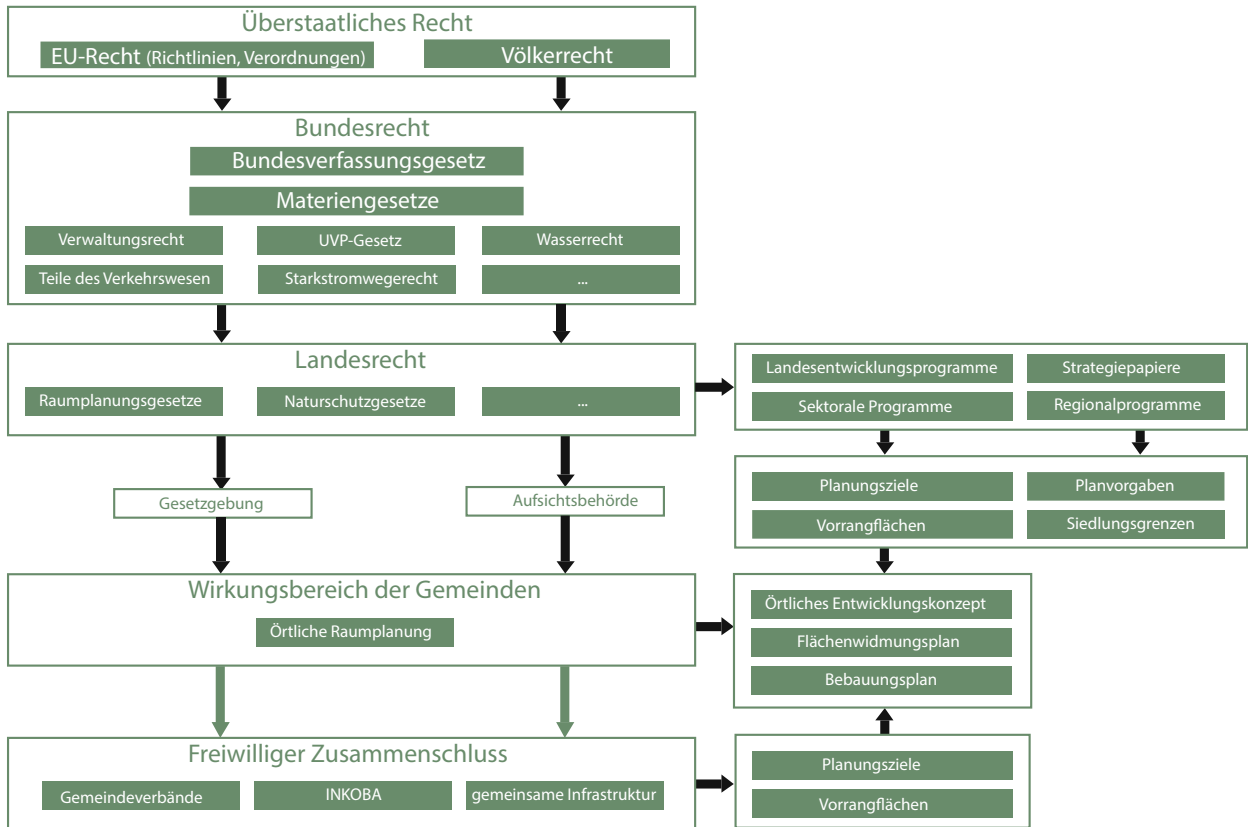 Überstaatliches Recht
EU-Recht (Richtlinien, Verordnungen)
Völkerrecht
Bundesrecht
Bundesverfassungsgesetz
Materiengesetze
Verwaltungsrecht
UVP-Gesetz
Wasserrecht
Teile des Verkehrswesen
Starkstromwegerecht
...
Landesrecht
Raumplanungsgesetze
Naturschutzgesetze
...
Landesentwicklungsprogramme
Strategiepapiere
Sektorale Programme
Regionalprogramme
Gesetzgebung
Aufsichtsbehörde
Planungsziele
Planvorgaben
Vorrangflächen
Siedlungsgrenzen
Wirkungsbereich der Gemeinden
Örtliche Raumplanung
Örtliches Entwicklungskonzept
Flächenwidmungsplan
Bebauungsplan
Freiwilliger Zusammenschluss
Gemeindeverbände
INKOBA
gemeinsame Infrastruktur
Planungsziele
Vorrangflächen